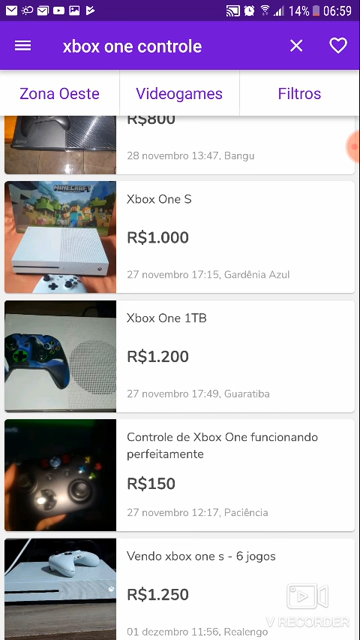 14% 06:59
xbox one controle
Zona Oeste
Videogames
Filtros
R$800
28 novembro 13:47, Bangu
MINECRAFT
Xbox One S
R$1.000
27 novembro 17:15, Gardênia Azul
Xbox One 1TB
R$1.200
27 novembro 17:49, Guaratiba
Controle de Xbox One funcionando
perfeitamente
R$150
27 novembro 12:17, Paciência
Vendo xbox one s - 6 jogos
R$1.250
01 dezembro 11:56, Realengo
V RECORDER